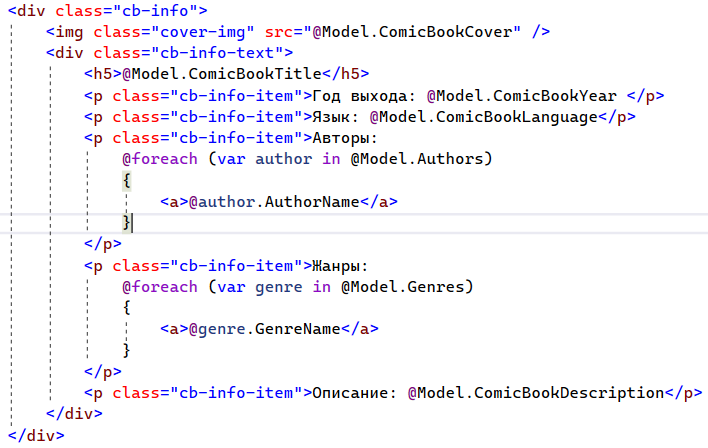 <div class="cb-info">
    <img class="cover-img" src="@Model.ComicBookCover" />
    <div class="cb-info-text">
        <h5>@Model.ComicBookTitle</h5>
        <p class="cb-info-item">Год выхода: @Model.ComicBookYear </p>
        <p class="cb-info-item">Язык: @Model.ComicBookLanguage</p>
        <p class="cb-info-item">Авторы:
            @foreach (var author in @Model.Authors)
            {
                <a>@author.AuthorName</a>
            }
        </p>
        <p class="cb-info-item">Жанры:
            @foreach (var genre in @Model.Genres)
            {
                <a>@genre.GenreName</a>
            }
        </p>
        <p class="cb-info-item">Описание: @Model.ComicBookDescription</p>
    </div>
</div>